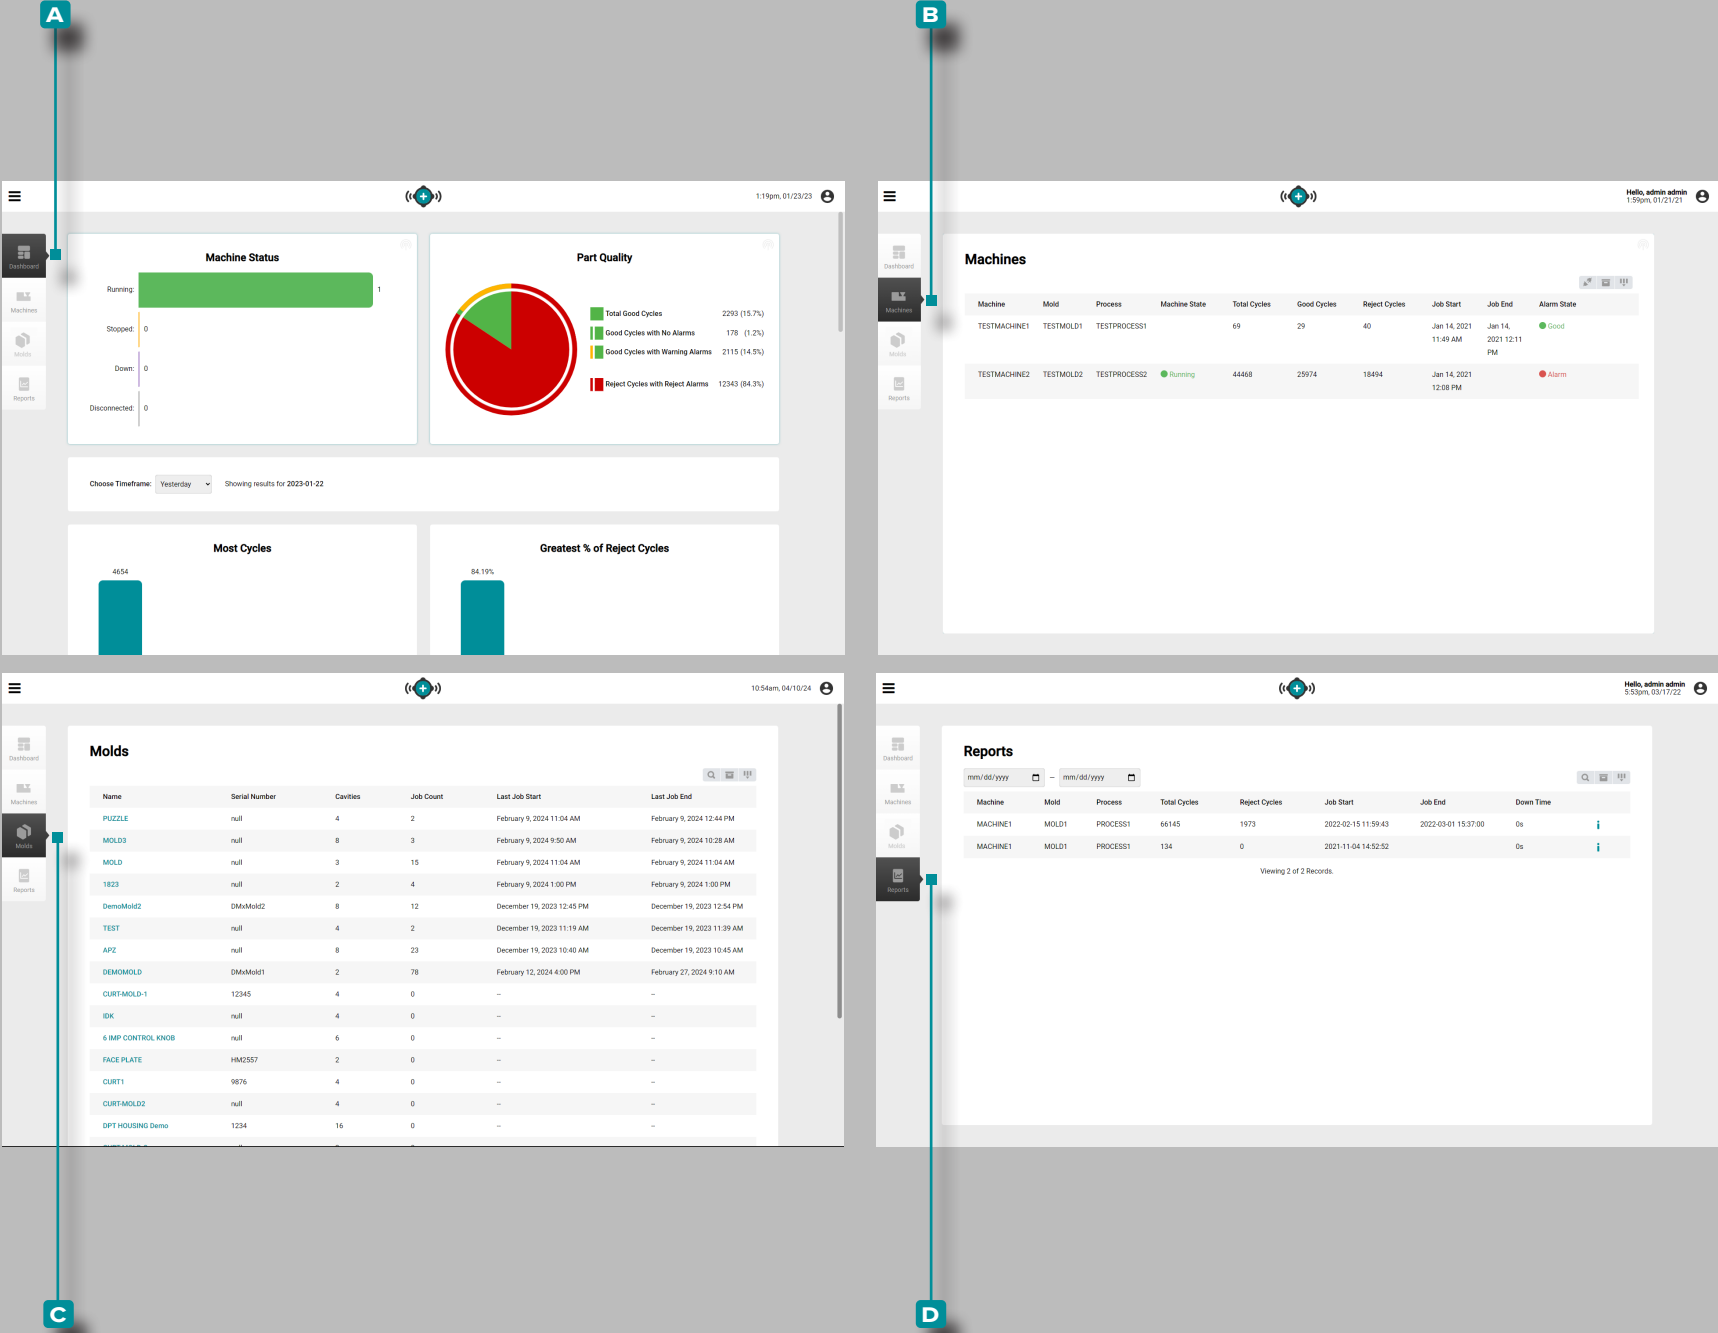 A
B
1:19pm, 01/23/23
Dashboard
Machines
Molds
Reports
Machine Status
Running:
1
Stopped:
0
Down:
0
Disconnected:
0
Part Quality
Total Good Cycles 2293 (15.7%)
Good Cycles with No Alarms 178 (1.2%)
Good Cycles with Warning Alarms 2115 (14.5%)
Reject Cycles with Reject Alarms 12343 (84.3%)
Choose Timeframe: Yesterday Showing results for 2023-01-22
Most Cycles
4654
Greatest % of Reject Cycles
84.19%
Hello, admin admin
1:59pm, 01/21/21
Dashboard
Machines
Molds
Reports
Machines
Machine Mold Process Machine State Total Cycles Good Cycles Reject Cycles Job Start Job End Alarm State
TESTMACHINE1 TESTMOLD1 TESTPROCESS1 69 29 40 Jan 14, 2021 Jan 14, Good
11:49 AM 2021 12:11
PM
TESTMACHINE2 TESTMOLD2 TESTPROCESS2 Running 44468 25974 18494 Jan 14, 2021 Alarm
12:08 PM
10:54am, 04/10/24
Dashboard
Machines
Molds
Reports
Molds
Name Serial Number Cavities Job Count Last Job Start Last Job End
PUZZLE null 4 2 February 9, 2024 11:04 AM February 9, 2024 12:44 PM
MOLD3 null 8 3 February 9, 2024 9:50 AM February 9, 2024 10:28 AM
MOLD null 3 15 February 9, 2024 11:04 AM February 9, 2024 11:04 AM
1823 null 2 4 February 9, 2024 1:00 PM February 9, 2024 1:00 PM
DemoMold2 DMxMold2 8 12 December 19, 2023 12:45 PM December 19, 2023 12:54 PM
TEST null 4 2 December 19, 2023 11:19 AM December 19, 2023 11:39 AM
APZ null 8 23 December 19, 2023 10:40 AM December 19, 2023 10:45 AM
DEMOMOLD DMxMold1 2 78 February 12, 2024 4:00 PM February 27, 2024 9:10 AM
CURT-MOLD-1 12345 4 0 -- --
IDK null 4 0 -- --
6 IMP CONTROL KNOB null 6 0 -- --
FACE PLATE HM2557 2 0 -- --
CURT1 9876 4 0 -- --
CURT-MOLD2 null 4 0 -- --
DPT HOUSING Demo 1234 16 0 -- --
Hello, admin admin
5:53pm, 03/17/22
Dashboard
Machines
Molds
Reports
Reports
mm/dd/yyyy – mm/dd/yyyy
Machine Mold Process Total Cycles Reject Cycles Job Start Job End Down Time
MACHINE1 MOLD1 PROCESS1 66145 1973 2022-02-15 11:59:43 2022-03-01 15:37:00 0s i
MACHINE1 MOLD1 PROCESS1 134 0 2021-11-04 14:52:52 0s i
Viewing 2 of 2 Records.
C
D